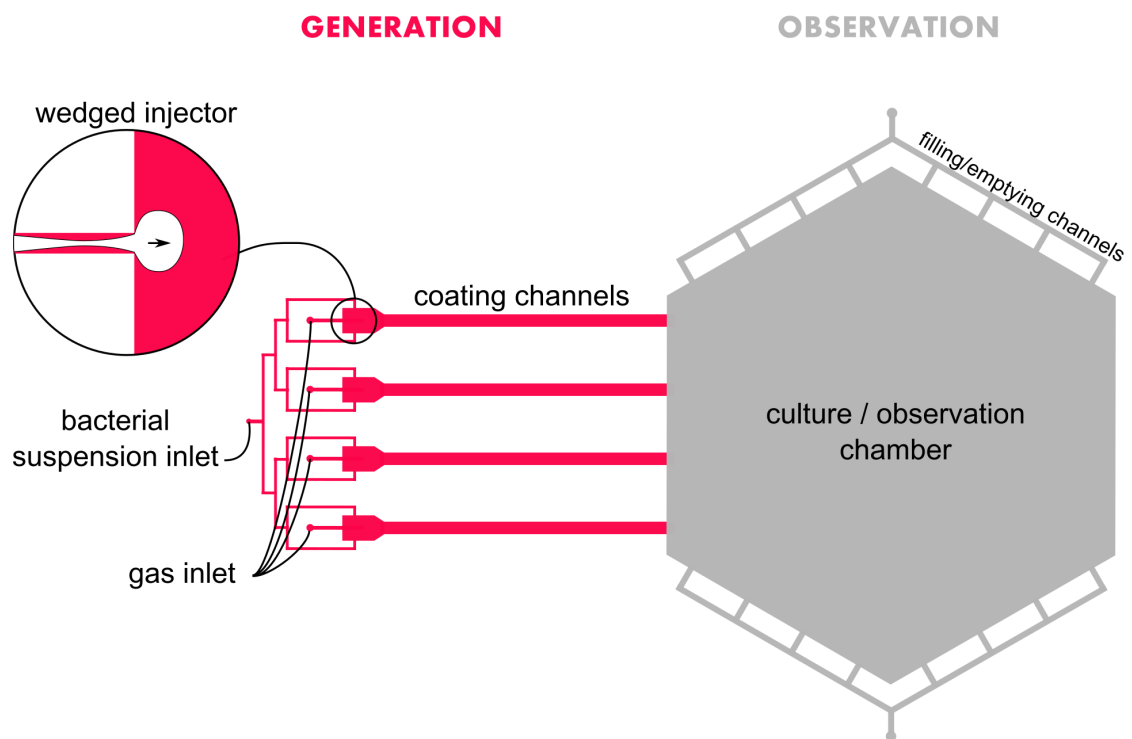 GENERATION
OBSERVATION
wedged injector
filling/emptying channels
coating channels
bacterial
suspension inlet
culture / observation
chamber
gas inlet